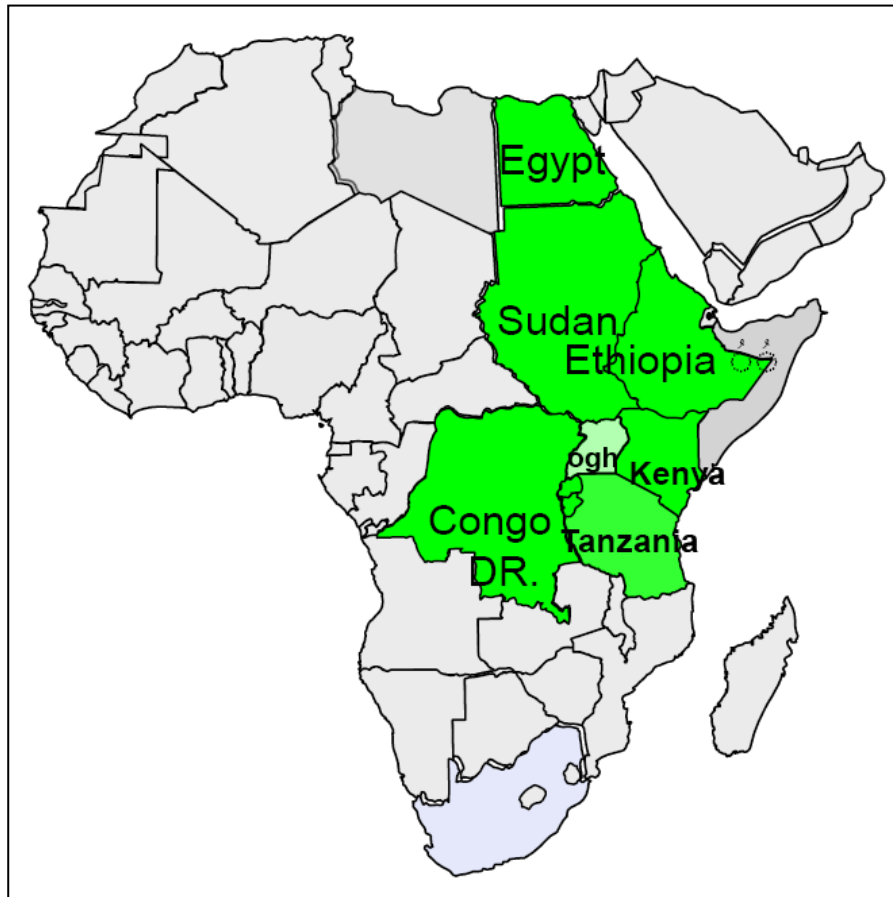 Egypt
Sudan
Ethiopia
ogh
Kenya
Congo
Tanzania
DR.